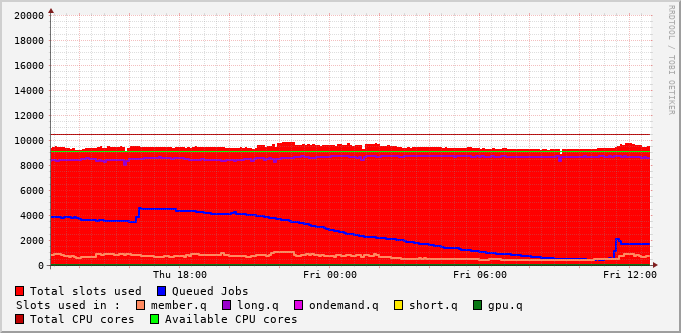 RRDTOOL / TOBI OETIKER
20000
18000
16000
14000
12000
10000
8000
6000
4000
2000
0
Thu 18:00 Fri 00:00 Fri 06:00 Fri 12:00
Total slots used Queued Jobs
Slots used in : member.q long.q ondemand.q short.q gpu.q
Total CPU cores Available CPU cores